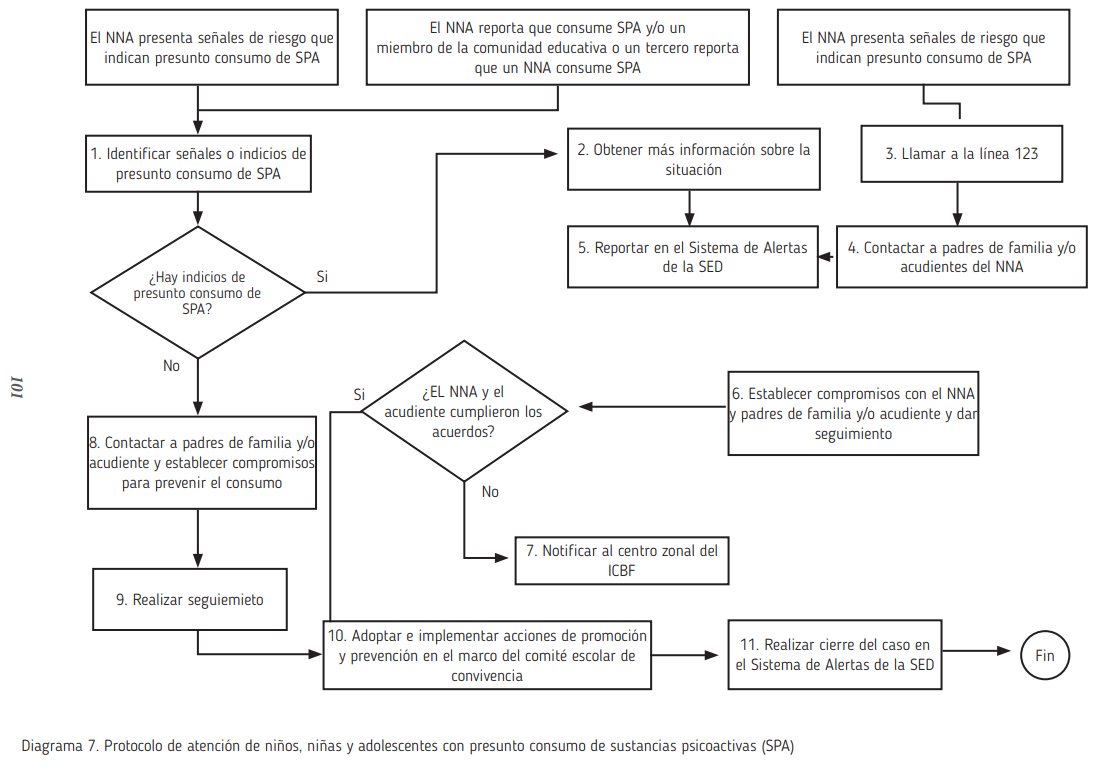 El NNA presenta señales de riesgo que
indican presunto consumo de SPA
El NNA reporta que consume SPA y/o un
miembro de la comunidad educativa o un tercero reporta
que un NNA consume SPA
El NNA presenta señales de riesgo que
indican presunto consumo de SPA
1. Identificar señales o indicios de
presunto consumo de SPA
2. Obtener más información sobre la
situación
3. Llamar a la línea 123
5. Reportar en el Sistema de Alertas
de la SED
4. Contactar a padres de familia y/o
acudientes del NNA
¿Hay indicios de
presunto consumo de
SPA?
Si
No
¿EL NNA y el
acudiente cumplieron los
acuerdos?
Si
No
6. Establecer compromisos con el NNA
y padres de familia y/o acudiente y dar
seguimiento
8. Contactar a padres de familia y/o
acudiente y establecer compromisos
para prevenir el consumo
7. Notificar al centro zonal del
ICBF
9. Realizar seguiemieto
10. Adoptar e implementar acciones de promoción
y prevención en el marco del comité escolar de
convivencia
11. Realizar cierre del caso en
el Sistema de Alertas de la SED
Fin
101
Diagrama 7. Protocolo de atención de niños, niñas y adolescentes con presunto consumo de sustancias psicoactivas (SPA)